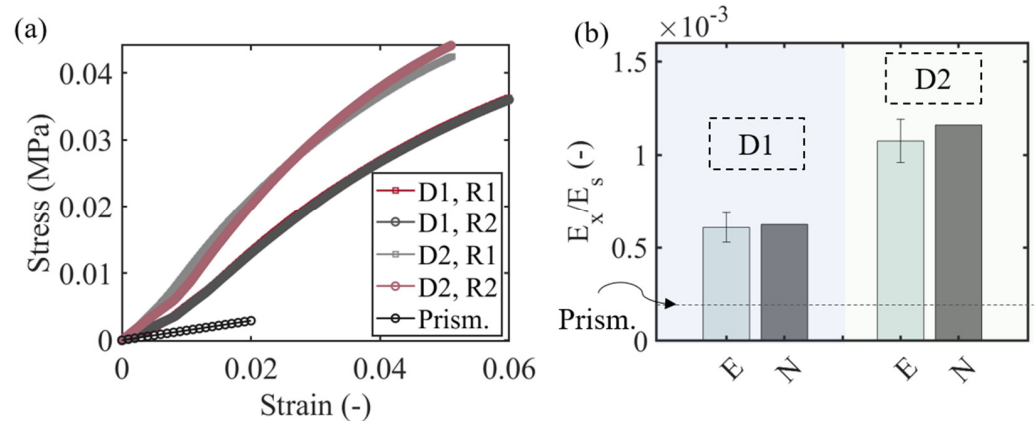 (a)
Stress (MPa)
0.04
0.03
0.02
0.01
0
0
0.02
0.04
0.06
Strain (-)
D1, R1
D1, R2
D2, R1
D2, R2
Prism.
(b)
×10⁻³
Eₓ/Eₛ (-)
1.5
1
0.5
0
Prism.
D1
D2
E
N
E
N